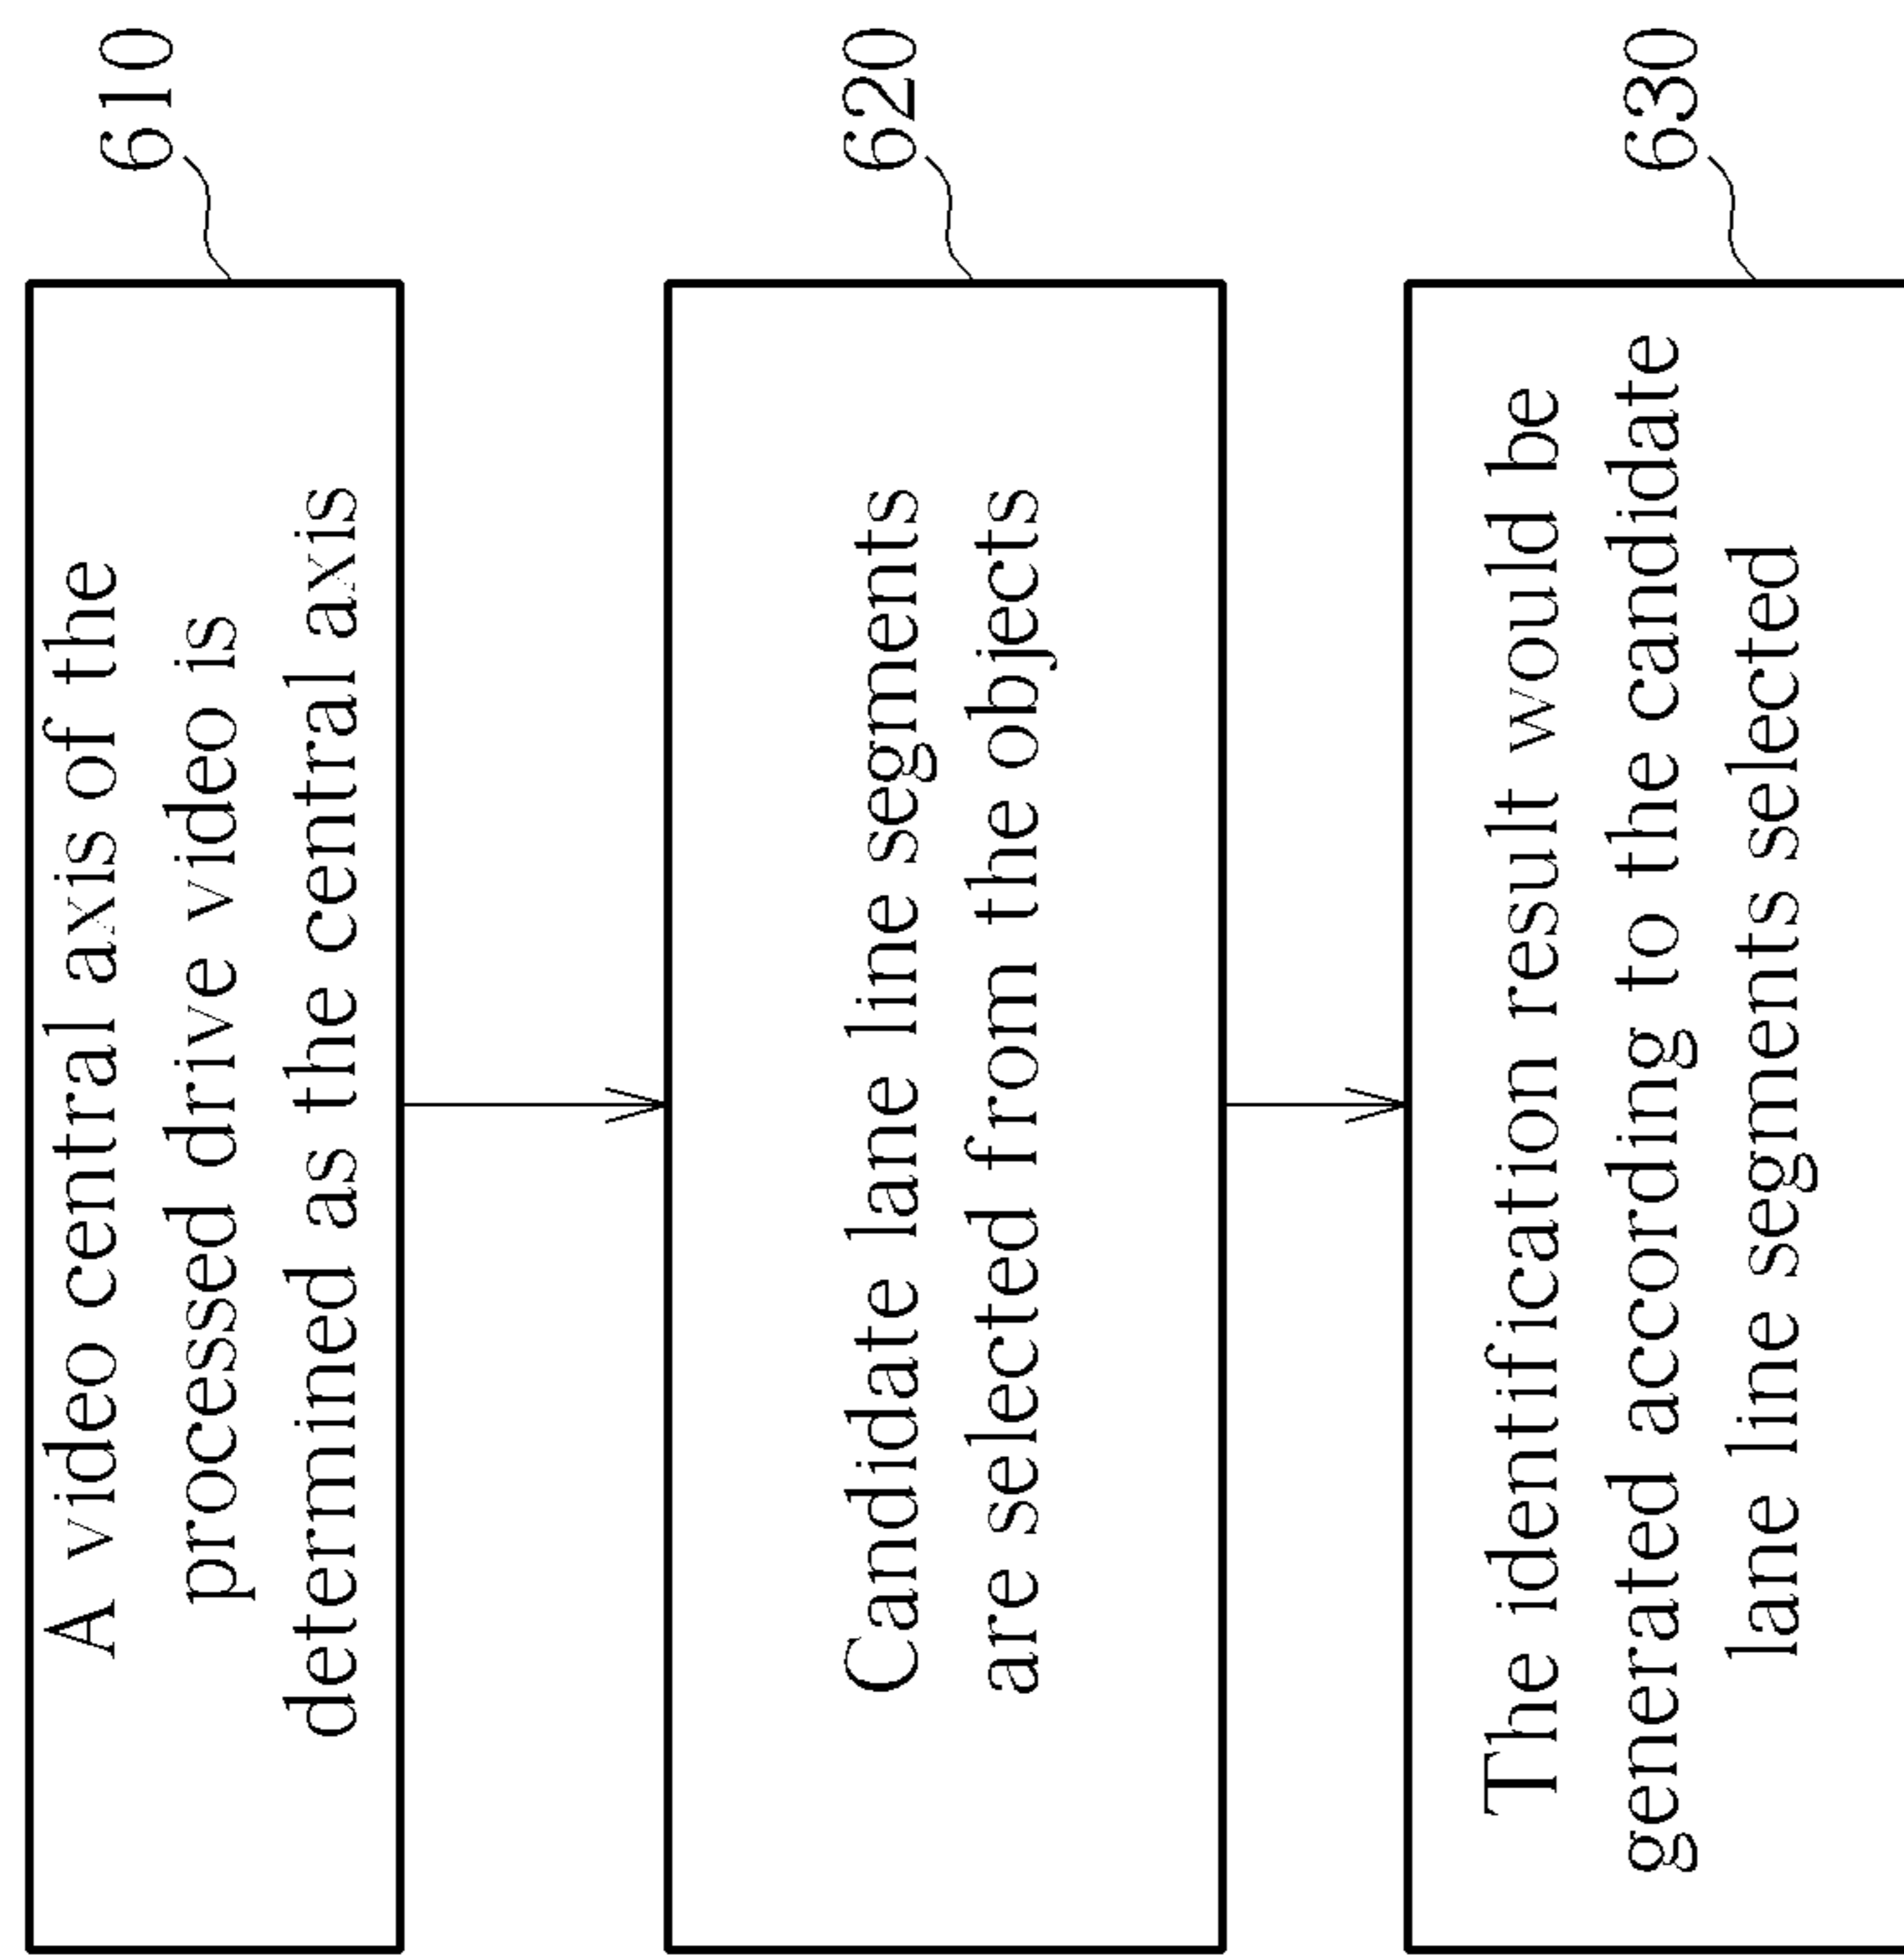 610
A video central axis of the
processed drive video is
determined as the central axis
620
Candidate lane line segments
are selected from the objects
630
The identification result would be
generated according to the candidate
lane line segments selected